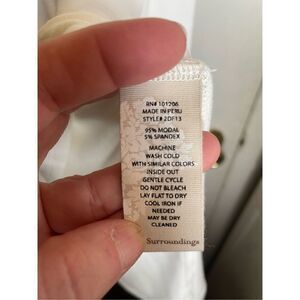 RN# 101206
MADE IN PERU
STYLE# 2DF13
95% MODAL
5% SPANDEX
MACHINE
WASH COLD
WITH SIMILAR COLORS
INSIDE OUT
GENTLE CYCLE
DO NOT BLEACH
LAY FLAT TO DRY
COOL IRON IF
NEEDED
MAY BE DRY
CLEANED
Surroundings